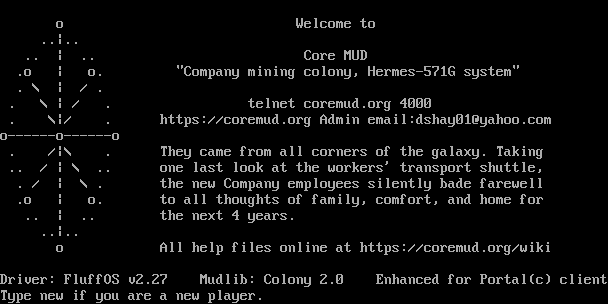 Welcome to
Core MUD
"Company mining colony, Hermes-571G system"
telnet coremud.org 4000
https://coremud.org Admin email:dshay01@yahoo.com
They came from all corners of the galaxy. Taking
one last look at the workers' transport shuttle,
the new Company employees silently bade farewell
to all thoughts of family, comfort, and home for
the next 4 years.
All help files online at https://coremud.org/wiki
Driver: FluffOS v2.27    Mudlib: Colony 2.0    Enhanced for Portal(c) client
Type new if you are a new player.